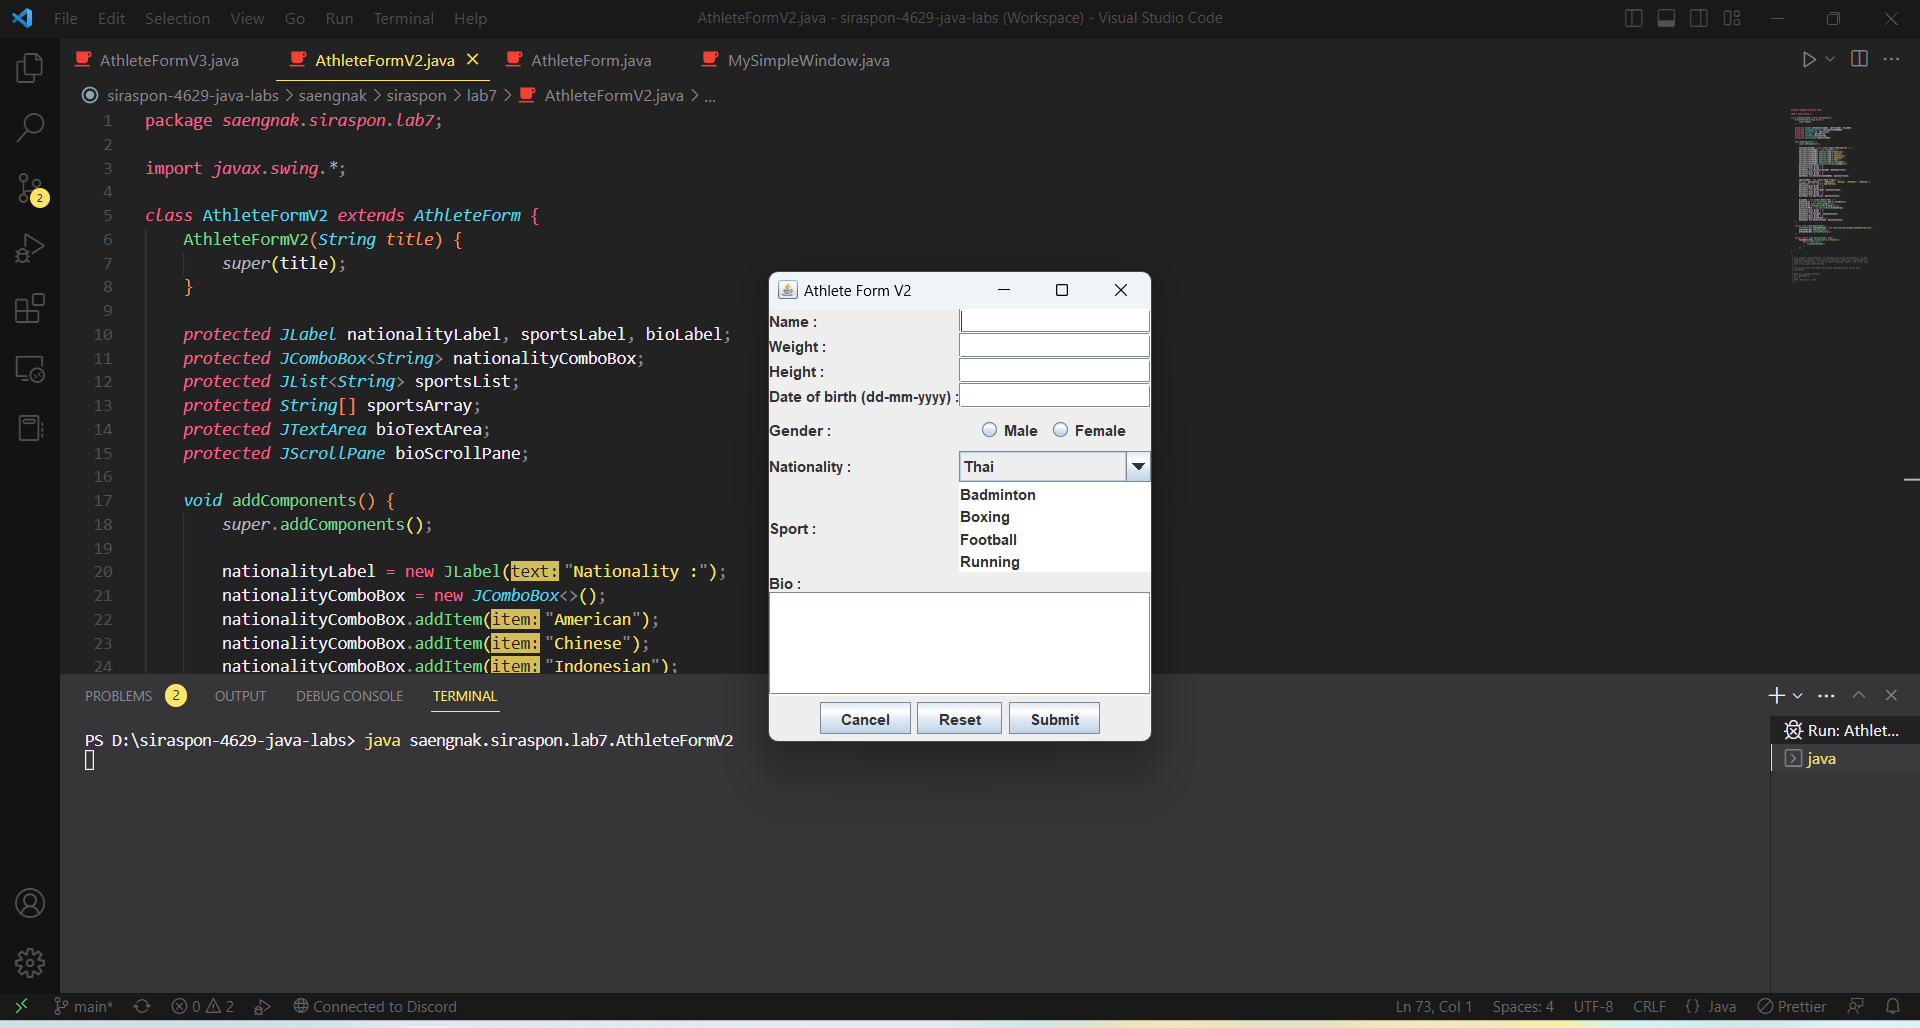 File Edit Selection View Go Run Terminal Help
AthleteFormV2.java - siraspon-4629-java-labs (Workspace) - Visual Studio Code
AthleteFormV3.java AthleteFormV2.java AthleteForm.java MySimpleWindow.java
siraspon-4629-java-labs > saengnak > siraspon > lab7 > AthleteFormV2.java > ...
1 package saengnak.siraspon.lab7;
2
3 import javax.swing.*;
4
5 class AthleteFormV2 extends AthleteForm {
6 AthleteFormV2(String title) {
7 super(title);
8 }
9
10 protected JLabel nationalityLabel, sportsLabel, bioLabel;
11 protected JComboBox<String> nationalityComboBox;
12 protected JList<String> sportsList;
13 protected String[] sportsArray;
14 protected JTextArea bioTextArea;
15 protected JScrollPane bioScrollPane;
16
17 void addComponents() {
18 super.addComponents();
19
20 nationalityLabel = new JLabel(text: "Nationality :");
21 nationalityComboBox = new JComboBox<>();
22 nationalityComboBox.addItem(item: "American");
23 nationalityComboBox.addItem(item: "Chinese");
24 nationalityComboBox.addItem(item: "Indonesian");
Athlete Form V2
Name :
Weight :
Height :
Date of birth (dd-mm-yyyy) :
Gender : Male Female
Nationality : Thai
Sport :
Badminton
Boxing
Football
Running
Bio :
Cancel Reset Submit
2
PROBLEMS 2 OUTPUT DEBUG CONSOLE TERMINAL
PS D:\siraspon-4629-java-labs> java saengnak.siraspon.lab7.AthleteFormV2
Run: Athlet...
java
main* 0 2 Connected to Discord
Ln 73, Col 1 Spaces: 4 UTF-8 CRLF {} Java Prettier